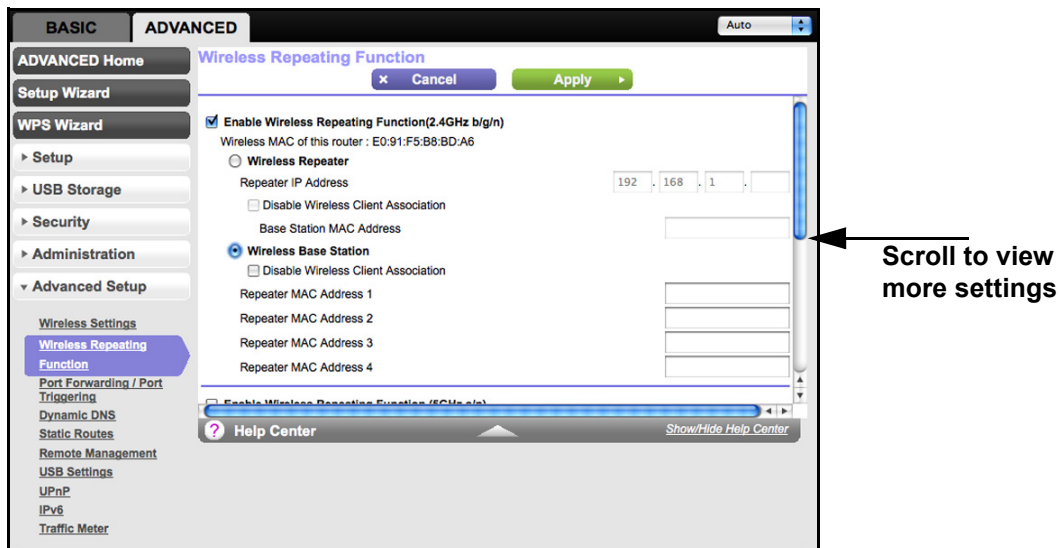 BASIC
ADVANCED
Auto
ADVANCED Home
Setup Wizard
WPS Wizard
Setup
USB Storage
Security
Administration
Advanced Setup
Wireless Settings
Wireless Repeating
Function
Port Forwarding / Port
Triggering
Dynamic DNS
Static Routes
Remote Management
USB Settings
UPnP
IPv6
Traffic Meter
Wireless Repeating Function
x Cancel
Apply
Enable Wireless Repeating Function(2.4GHz b/g/n)
Wireless MAC of this router : E0:91:F5:B8:BD:A6
Wireless Repeater
Repeater IP Address 192 . 168 . 1 .
Disable Wireless Client Association
Base Station MAC Address
Wireless Base Station
Disable Wireless Client Association
Repeater MAC Address 1
Repeater MAC Address 2
Repeater MAC Address 3
Repeater MAC Address 4
Enable Wireless Repeating Function (5GHz a/n)
? Help Center
Show/Hide Help Center
Scroll to view
more settings